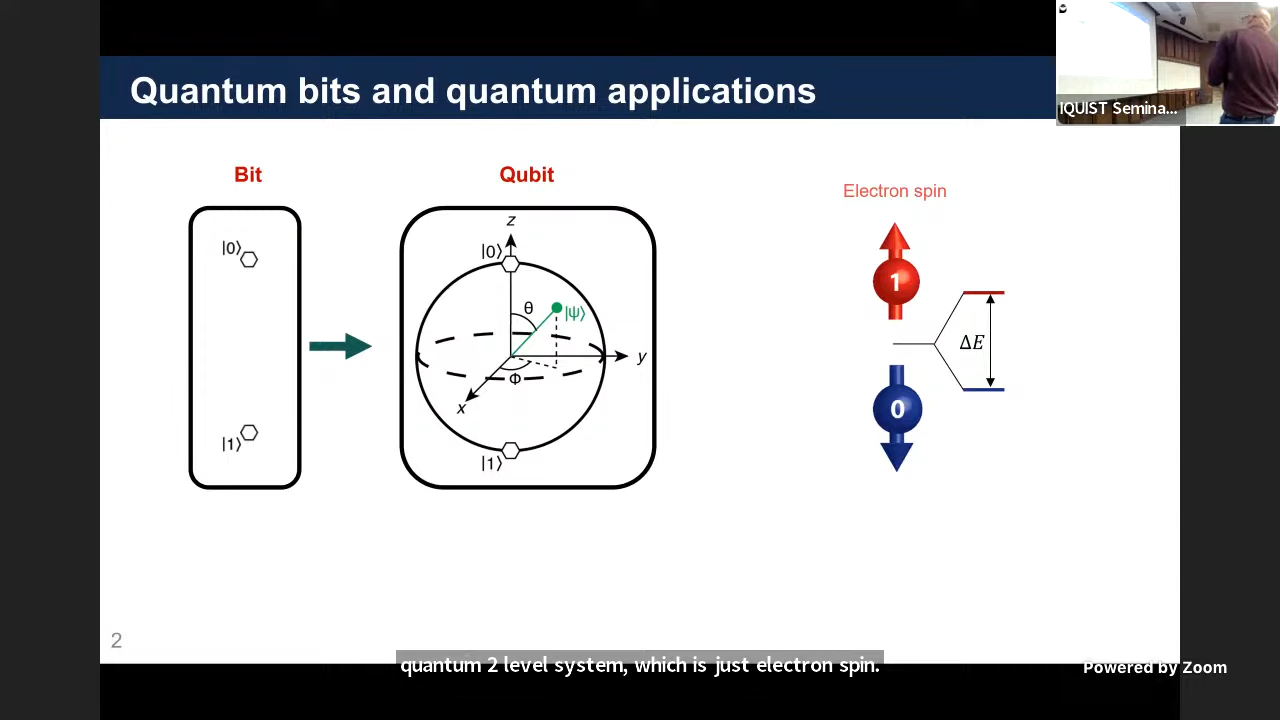 Quantum bits and quantum applications
IQUIST Semina...
Bit
Qubit
Electron spin
|0⟩
|1⟩
z
|0⟩
θ
|ψ⟩
y
Φ
x
|1⟩
1
ΔE
0
2
quantum 2 level system, which is just electron spin.
Powered by Zoom